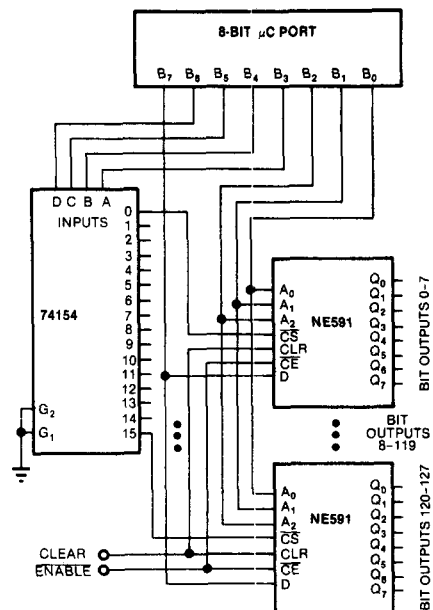 8-BIT μC PORT
B7 B6 B5 B4 B3 B2 B1 B0
D C B A
INPUTS
74154
0
1
2
3
4
5
6
7
8
9
10
11
12
13
14
15
G2
G1
A0
A1
A2
CS
CLR
CE
D
NE591
Q0
Q1
Q2
Q3
Q4
Q5
Q6
Q7
BIT OUTPUTS 0-7
BIT
OUTPUTS
8-119
A0
A1
A2
CS
CLR
CE
D
NE591
Q0
Q1
Q2
Q3
Q4
Q5
Q6
Q7
BIT OUTPUTS 120-127
CLEAR
ENABLE